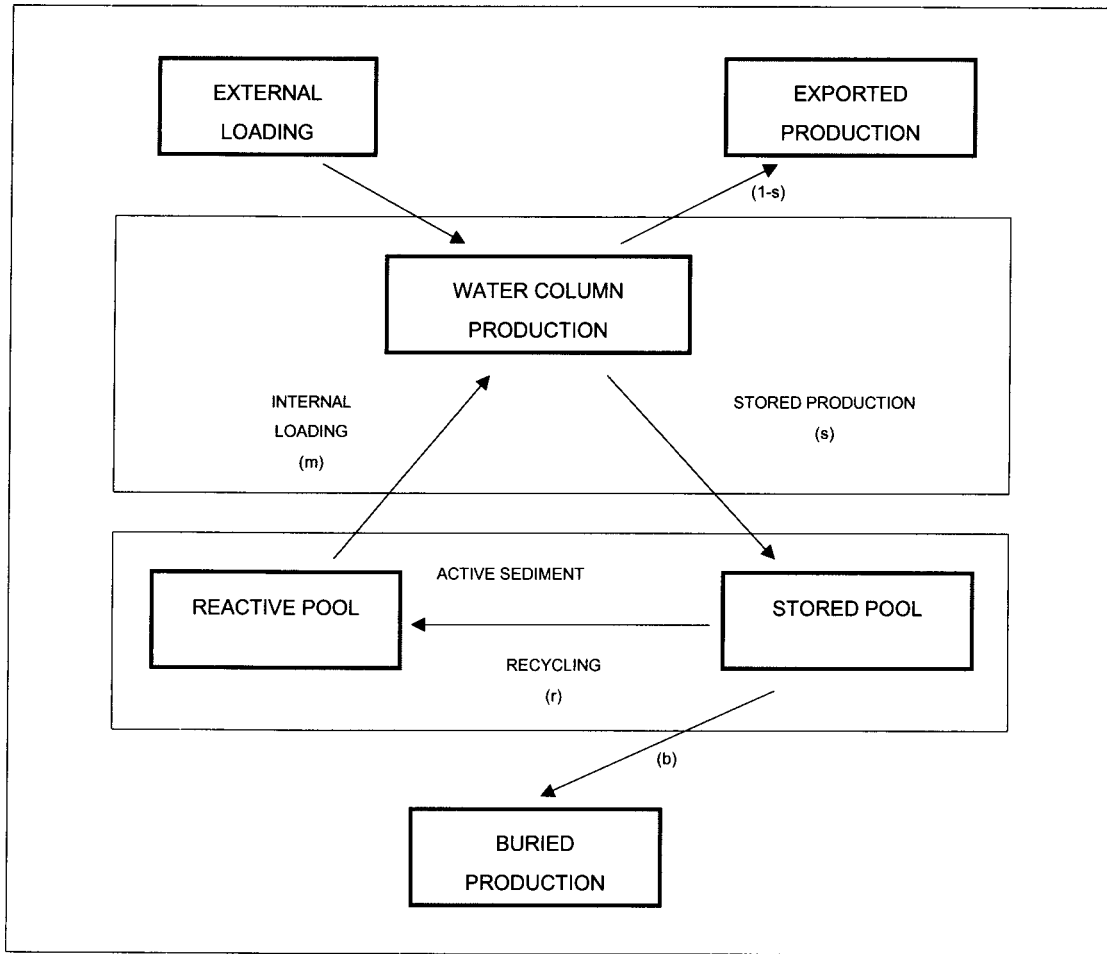 EXTERNAL
LOADING
EXPORTED
PRODUCTION
(1-s)
WATER COLUMN
PRODUCTION
INTERNAL
LOADING
(m)
STORED PRODUCTION
(s)
ACTIVE SEDIMENT
REACTIVE POOL
STORED POOL
RECYCLING
(r)
(b)
BURIED
PRODUCTION